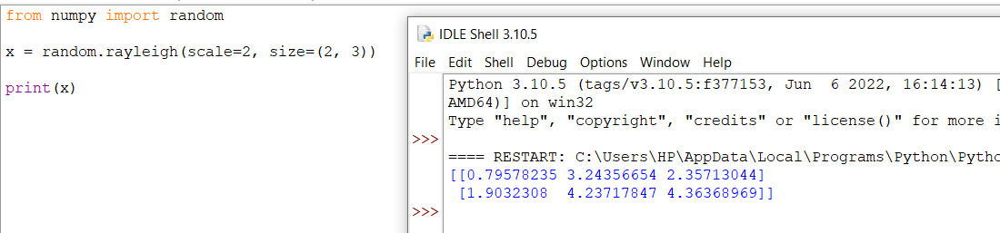 from numpy import random
x = random.rayleigh(scale=2, size=(2, 3))
print(x)
IDLE Shell 3.10.5
File Edit Shell Debug Options Window Help
Python 3.10.5 (tags/v3.10.5:f377153, Jun  6 2022, 16:14:13) [
AMD64)] on win32
Type "help", "copyright", "credits" or "license()" for more
>>>
==== RESTART: C:\Users\HP\AppData\Local\Programs\Python\
[[0.79578235 3.24356654 2.35713044]
 [1.9032308  4.23717847 4.36368969]]
>>>